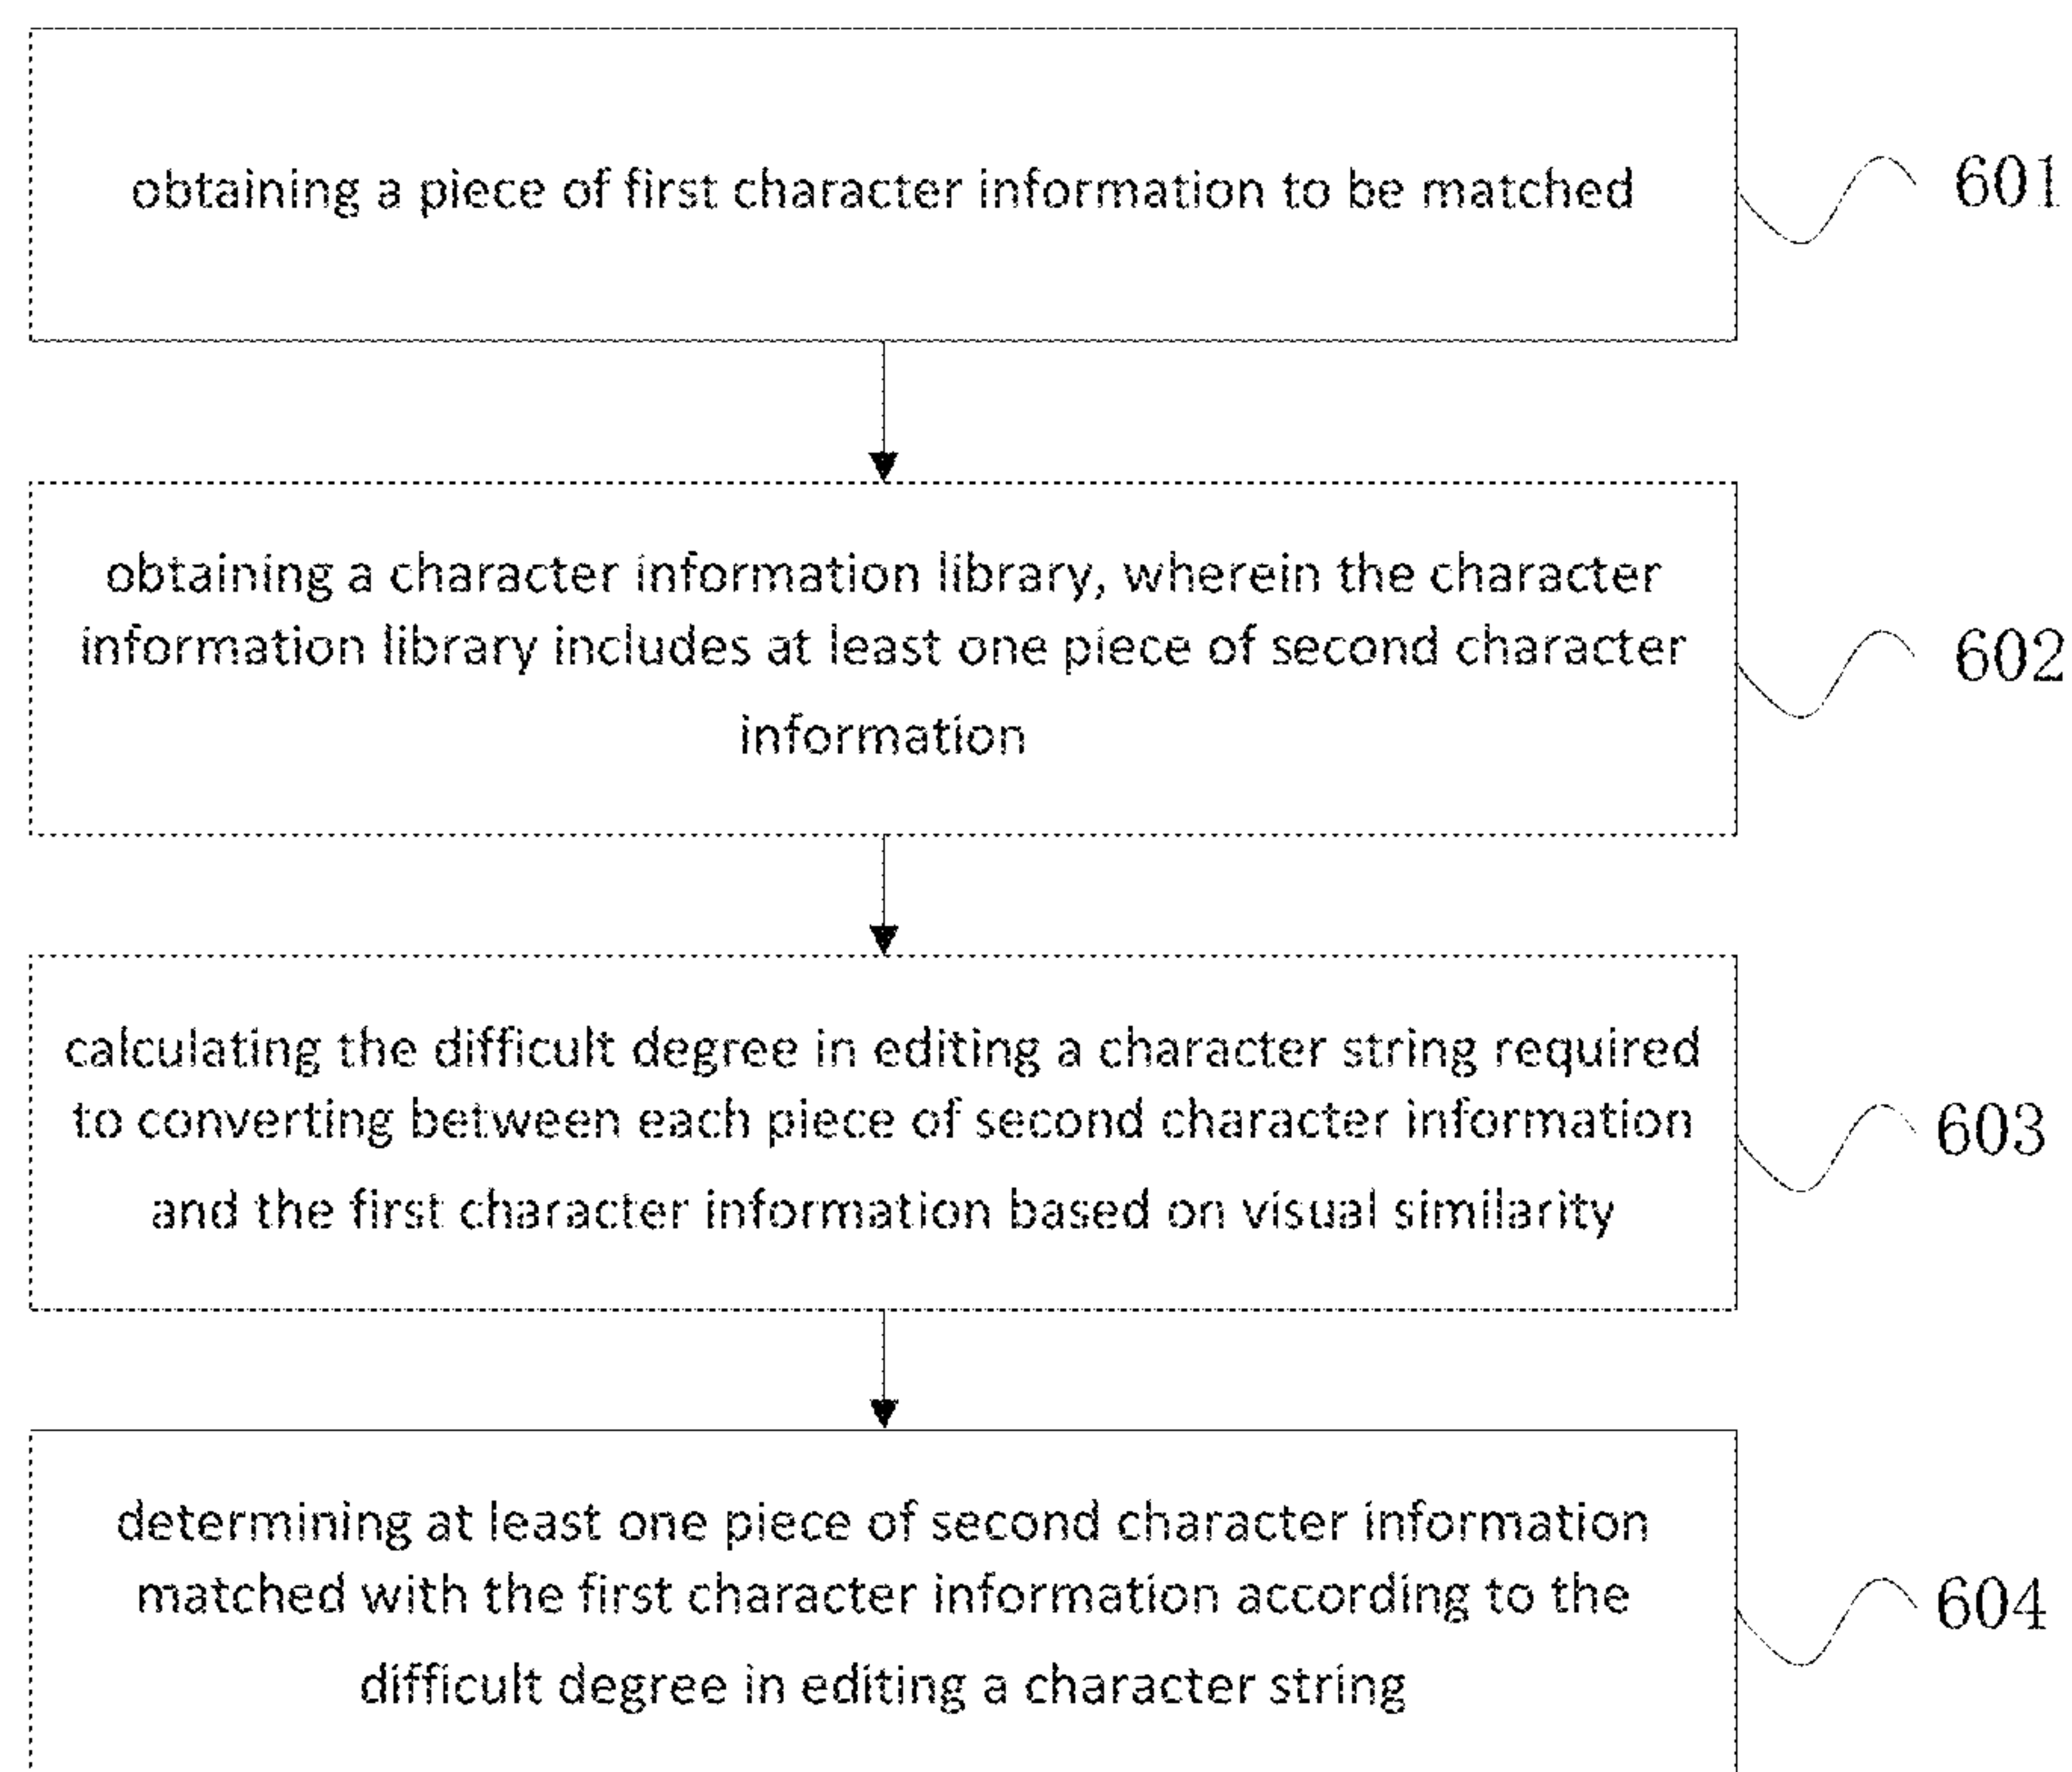 obtaining a piece of first character information to be matched
601
obtaining a character information library, wherein the character
information library includes at least one piece of second character
information
602
calculating the difficult degree in editing a character string required
to converting between each piece of second character information
and the first character information based on visual similarity
603
determining at least one piece of second character information
matched with the first character information according to the
difficult degree in editing a character string
604